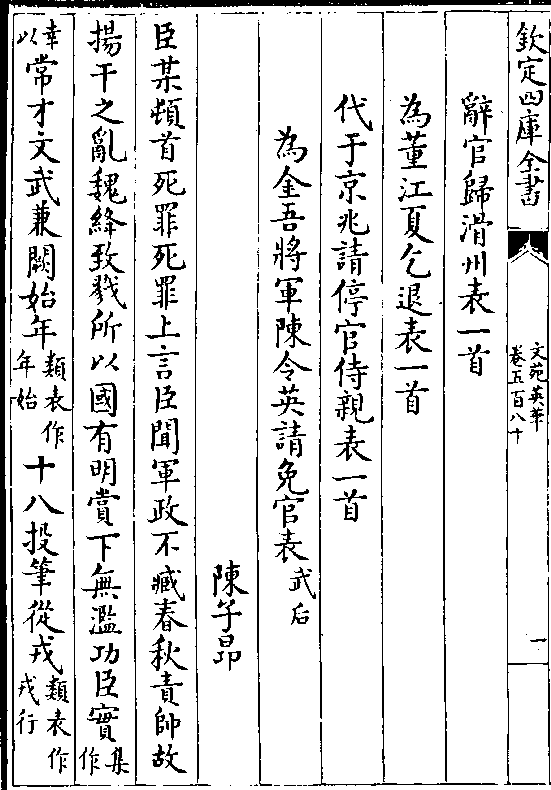 欽定四庫全書
文苑英華
卷五百八十
一
辭官歸滑州表一首
為董江夏乞退表一首
代于京兆請停官侍親表一首
為金吾將軍陳令英請免官表武后
陳子昂
臣某頓首死罪死罪上言臣聞軍政不臧春秋責帥故
揚干之亂魏絳致戮所以國有明賞下無濫功臣實集作
幸以常才文武兼闕始年類表作年始十八投筆從戎類表作戎行